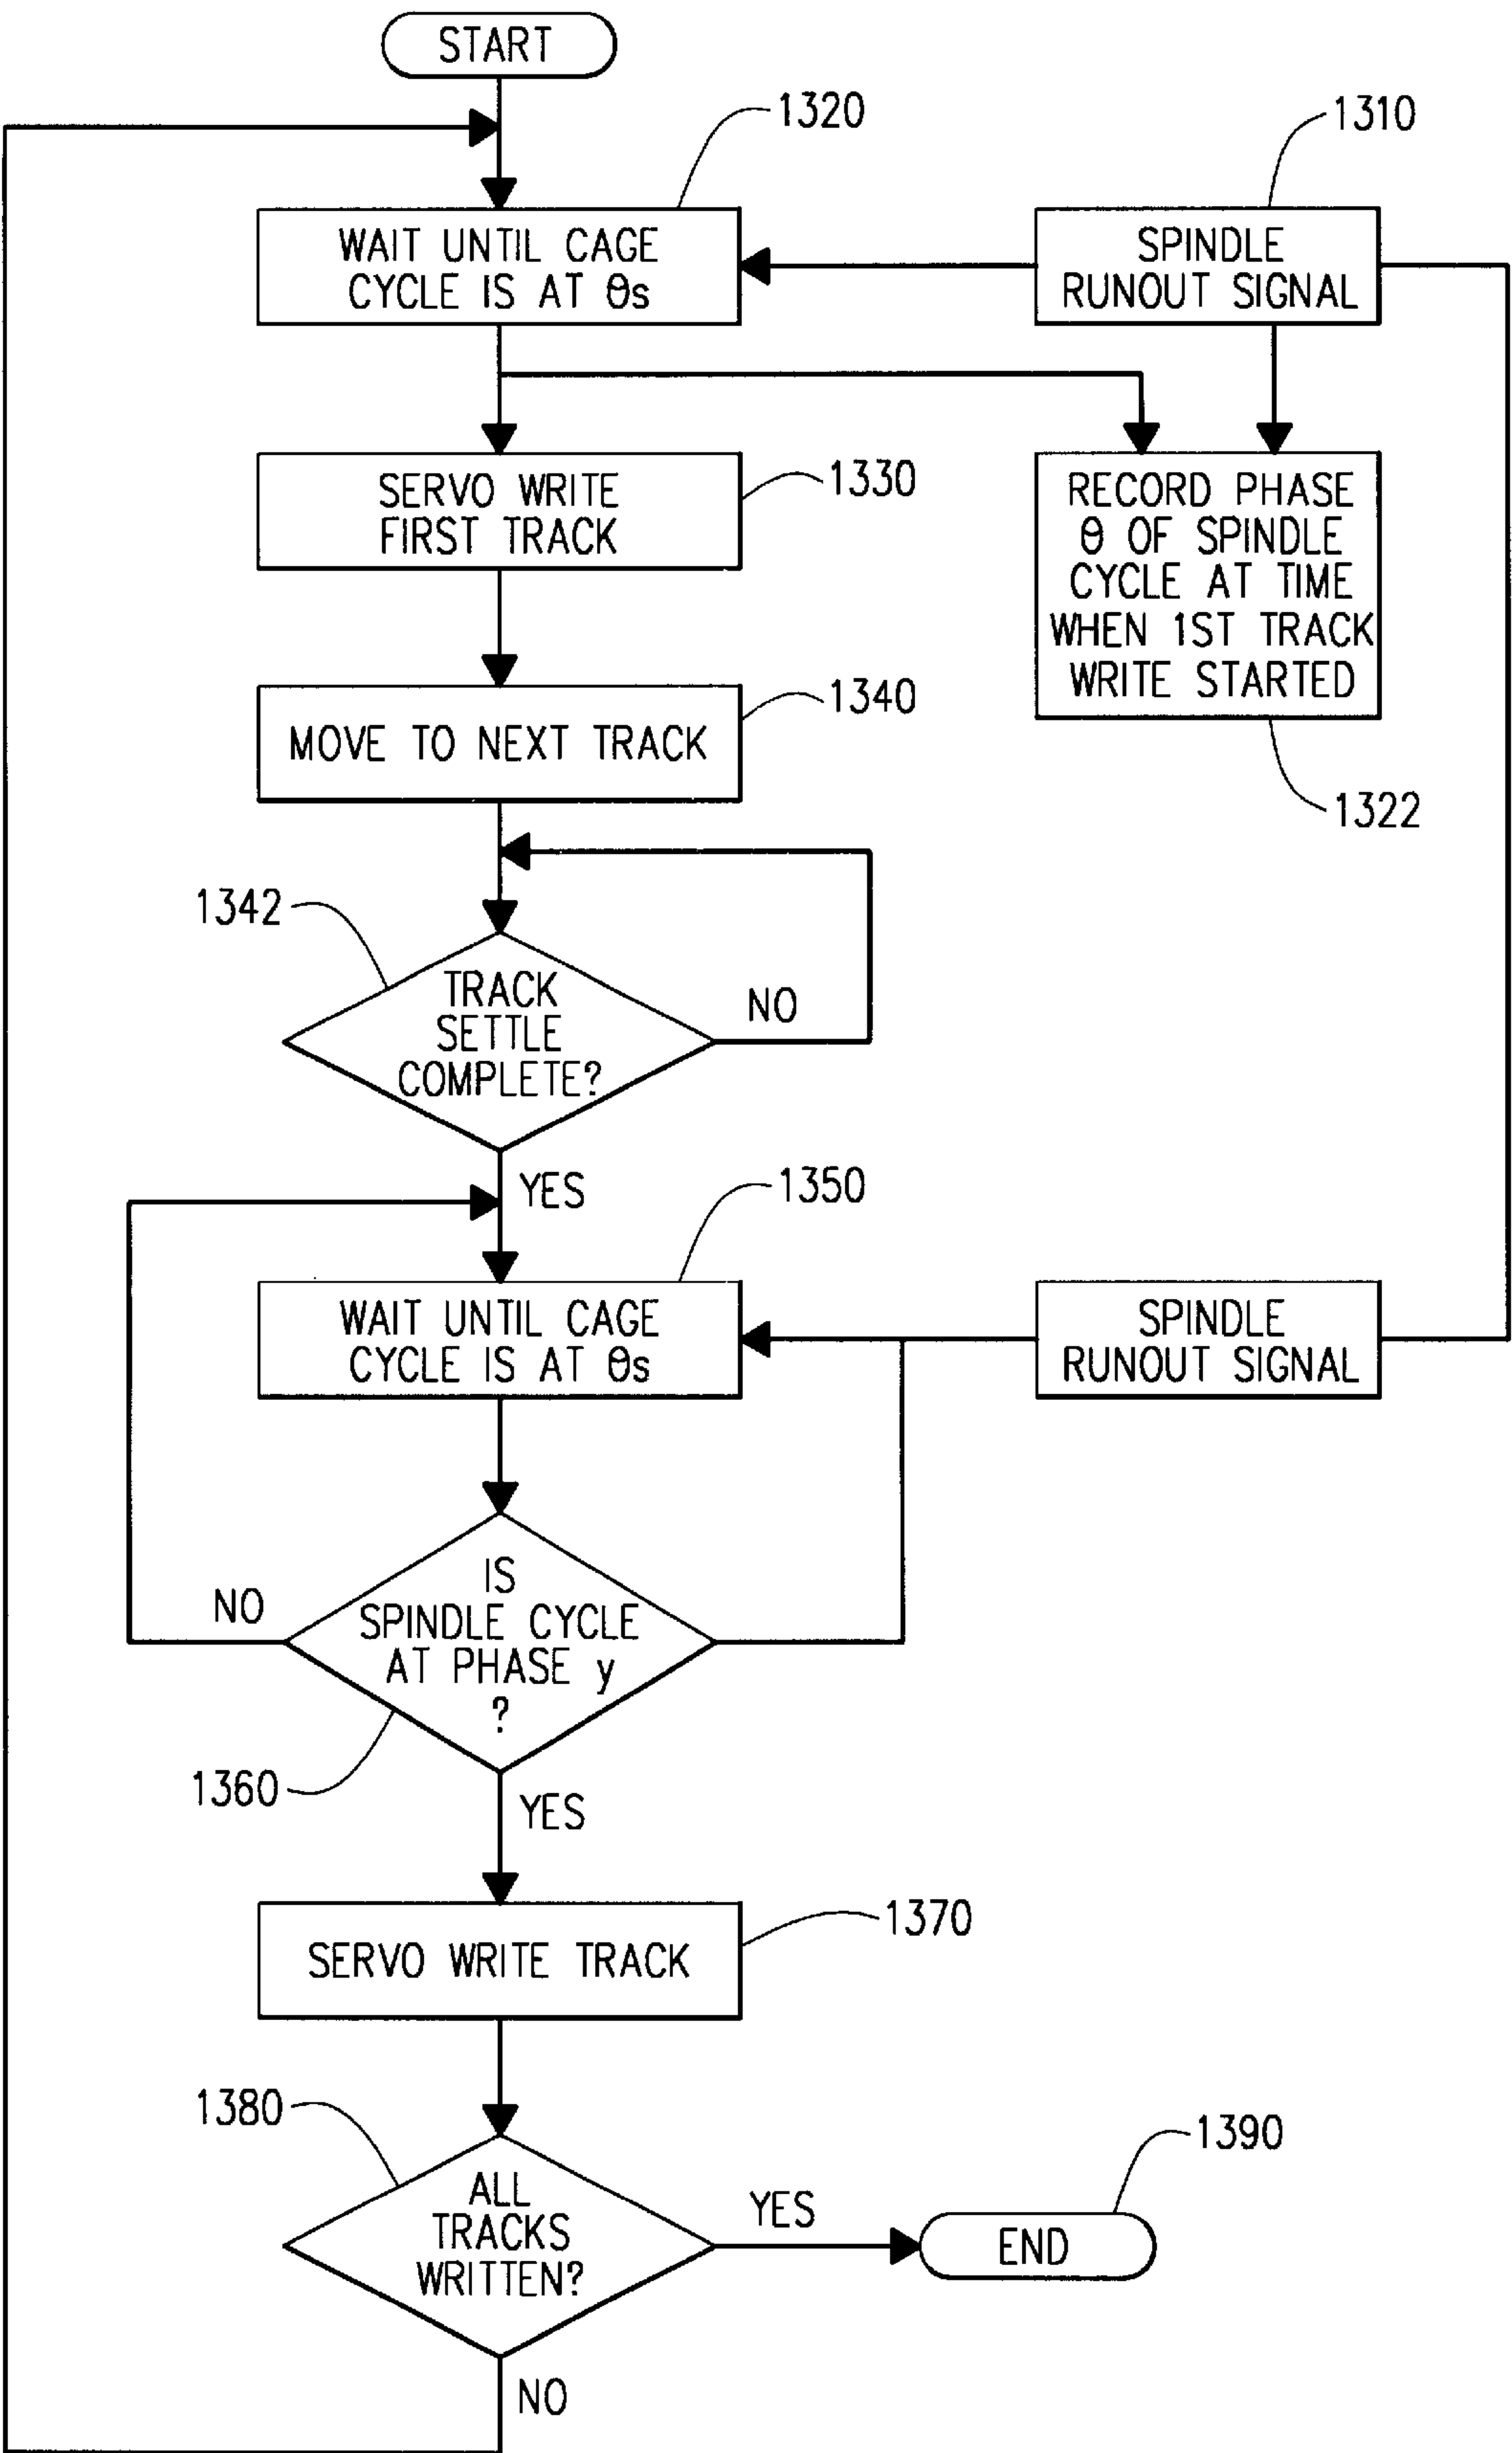 START
1320
1310
WAIT UNTIL CAGE
CYCLE IS AT θs
SPINDLE
RUNOUT SIGNAL
SERVO WRITE
FIRST TRACK
1330
RECORD PHASE
θ OF SPINDLE
CYCLE AT TIME
WHEN 1ST TRACK
WRITE STARTED
1340
MOVE TO NEXT TRACK
1322
1342
TRACK
SETTLE
COMPLETE?
NO
YES
1350
WAIT UNTIL CAGE
CYCLE IS AT θs
SPINDLE
RUNOUT SIGNAL
IS
SPINDLE CYCLE
AT PHASE y
?
NO
1360
YES
1370
SERVO WRITE TRACK
1380
1390
ALL
TRACKS
WRITTEN?
YES
END
NO